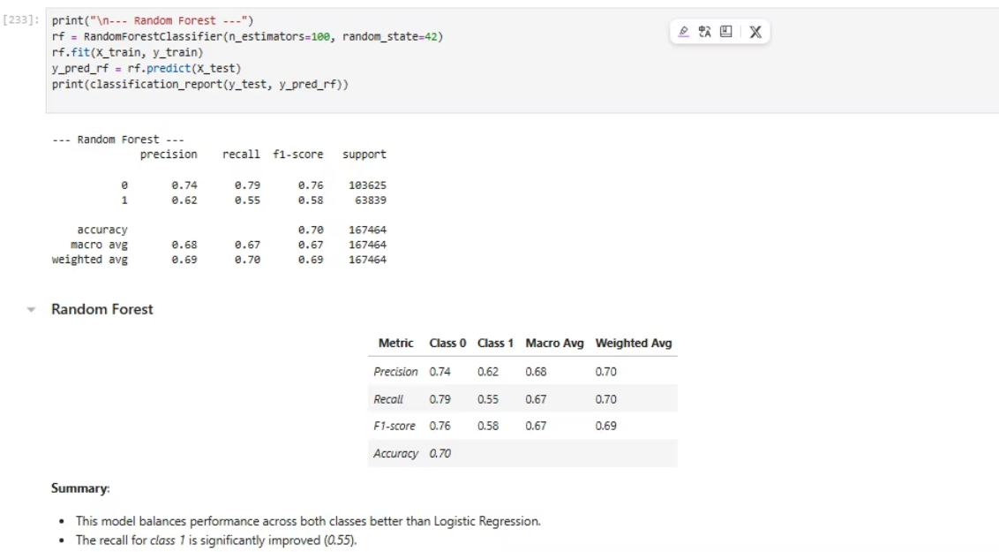 [233]: print("\n--- Random Forest ---")
rf = RandomForestClassifier(n_estimators=100, random_state=42)
rf.fit(X_train, y_train)
y_pred_rf = rf.predict(X_test)
print(classification_report(y_test, y_pred_rf))
--- Random Forest ---
precision recall f1-score support
0 0.74 0.79 0.76 103625
1 0.62 0.55 0.58 63839
accuracy 0.70 167464
macro avg 0.68 0.67 0.67 167464
weighted avg 0.69 0.70 0.69 167464
Random Forest
Metric Class 0 Class 1 Macro Avg Weighted Avg
Precision 0.74 0.62 0.68 0.70
Recall 0.79 0.55 0.67 0.70
F1-score 0.76 0.58 0.67 0.69
Accuracy 0.70
Summary:
• This model balances performance across both classes better than Logistic Regression.
• The recall for class 1 is significantly improved (0.55).